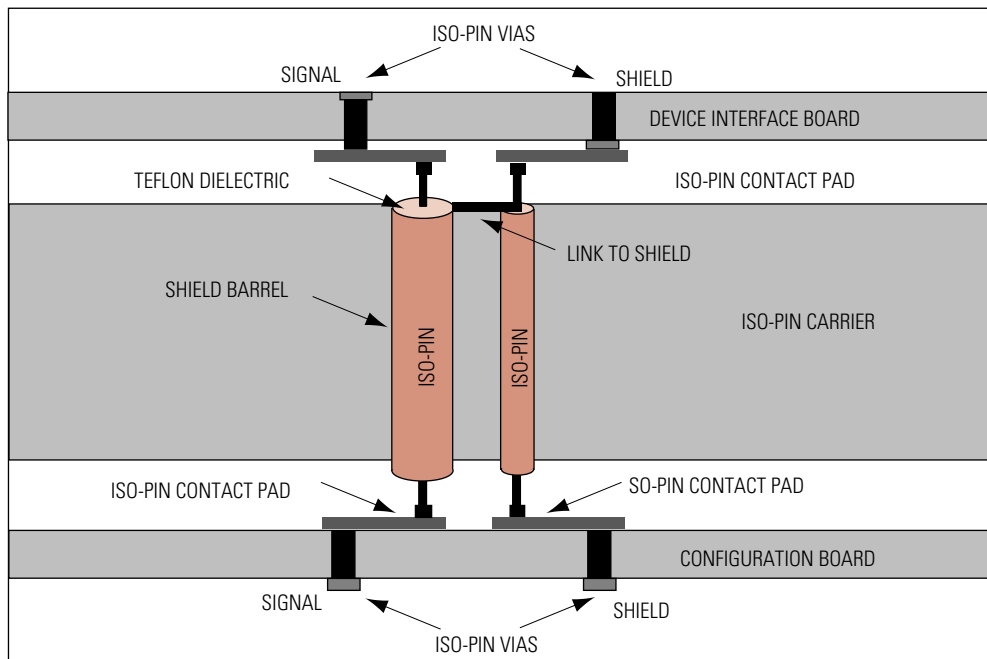 ISO-PIN VIAS
SIGNAL
SHIELD
DEVICE INTERFACE BOARD
TEFLON DIELECTRIC
ISO-PIN CONTACT PAD
LINK TO SHIELD
SHIELD BARREL
ISO-PIN
ISO-PIN
ISO-PIN CARRIER
ISO-PIN CONTACT PAD
SO-PIN CONTACT PAD
CONFIGURATION BOARD
SIGNAL
SHIELD
ISO-PIN VIAS